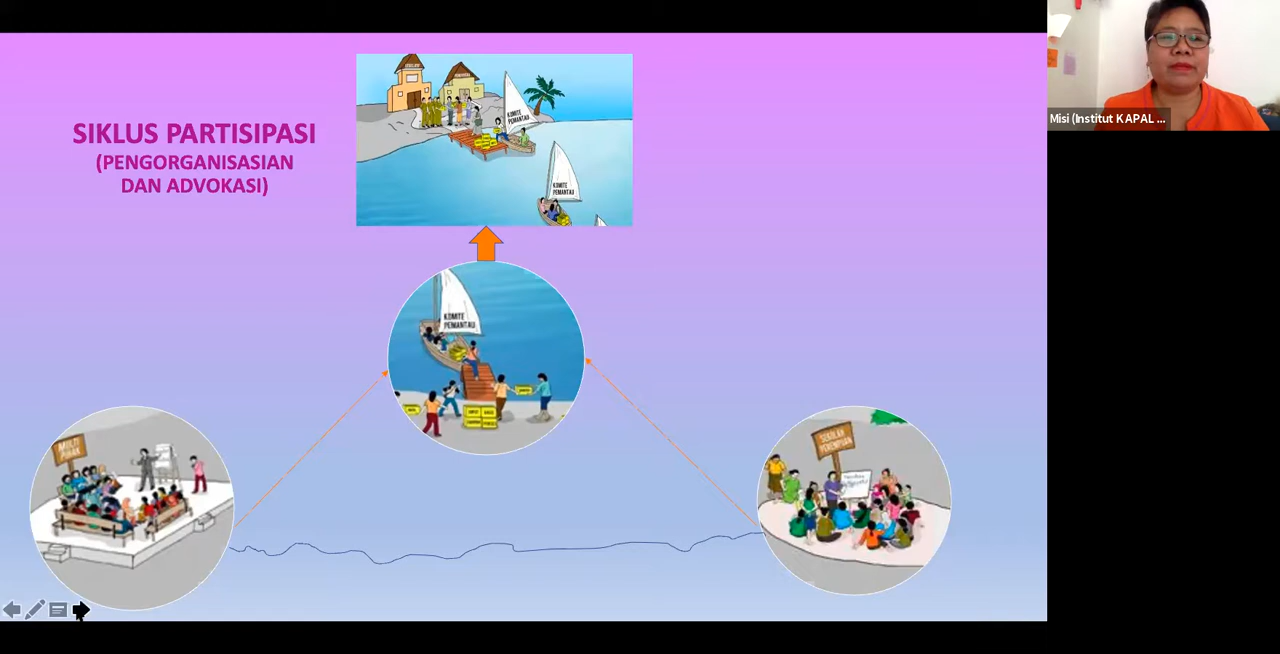 SIKLUS PARTISIPASI
(PENGORGANISASIAN
DAN ADVOKASI)
KOMITE
PEMANTAU
KOMITE
PEMANTAU
KOMITE
PEMANTAU
MULTI
PIHAK
SEKOLAH
PEREMPUAN
Misi (Institut KAPAL ...